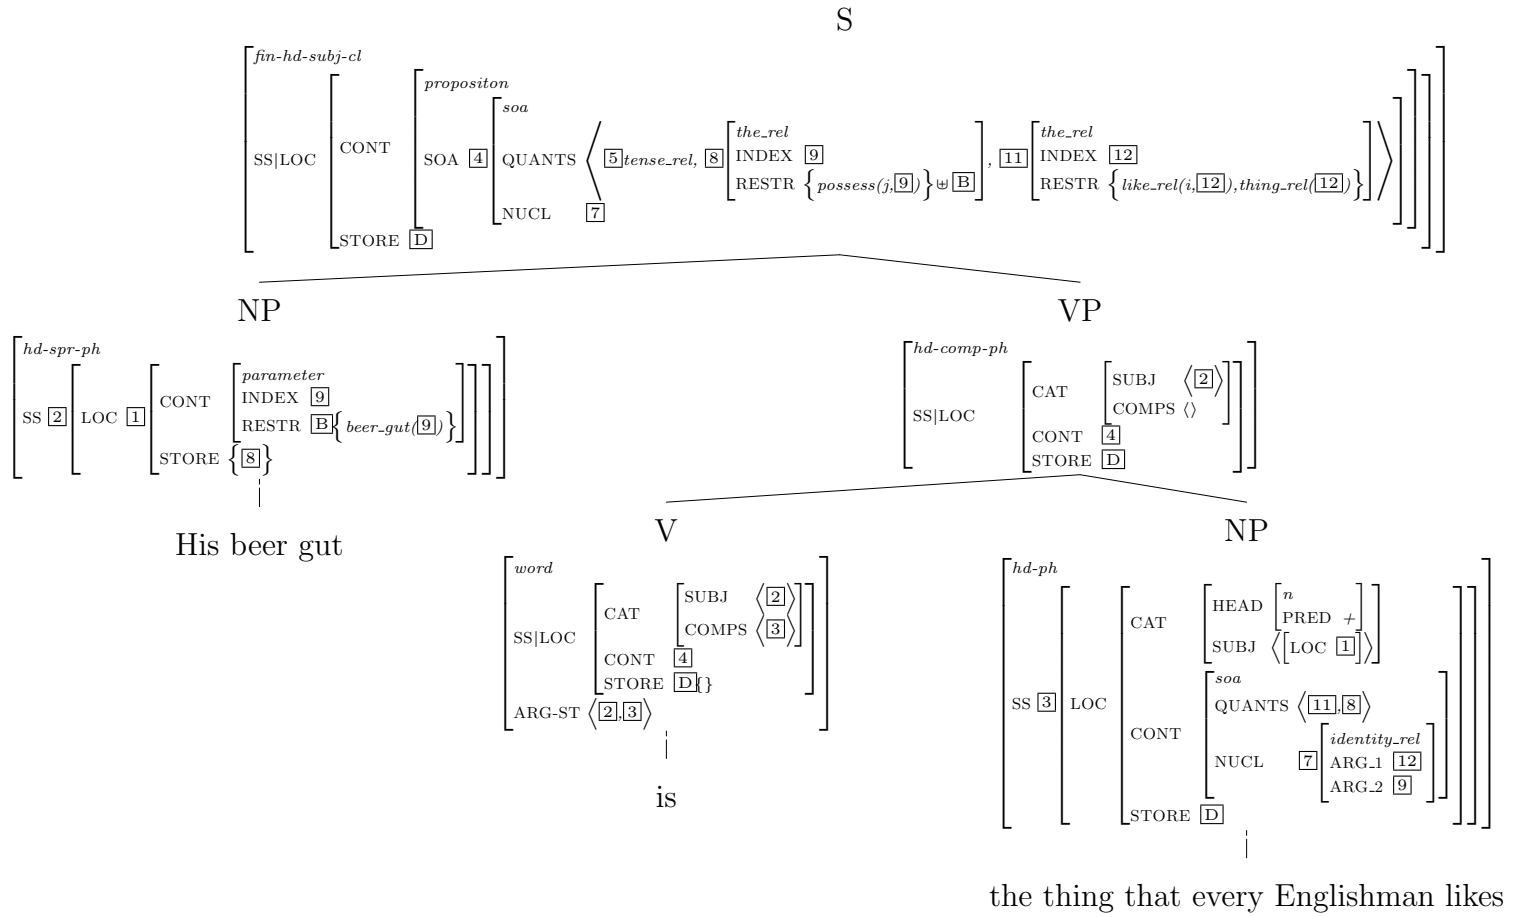 S
fin-hd-subj-cl
SS|LOC
CONT
propositon
SOA 4
soa
QUANTS ⟨ 5 tense_rel, 8 [ the_rel
INDEX 9
RESTR { possess(j, 9 ) } ⊎ B ] , 11 [ the_rel
INDEX 12
RESTR { like_rel(i, 12 ),thing_rel( 12 ) } ] ⟩
NUCL 7
STORE D
NP
hd-spr-ph
SS 2 LOC 1
CONT
parameter
INDEX 9
RESTR B { beer_gut( 9 ) }
STORE { 8 }
His beer gut
VP
hd-comp-ph
SS|LOC
CAT
SUBJ ⟨ 2 ⟩
COMPS ⟨⟩
CONT 4
STORE D
V
word
SS|LOC
CAT
SUBJ ⟨ 2 ⟩
COMPS ⟨ 3 ⟩
CONT 4
STORE D {}
ARG-ST ⟨ 2 , 3 ⟩
is
NP
hd-ph
SS 3 LOC
CAT
HEAD
n
PRED +
SUBJ ⟨ [ LOC 1 ] ⟩
CONT
soa
QUANTS ⟨ 11 , 8 ⟩
NUCL 7
identity_rel
ARG_1 12
ARG_2 9
STORE D
the thing that every Englishman likes